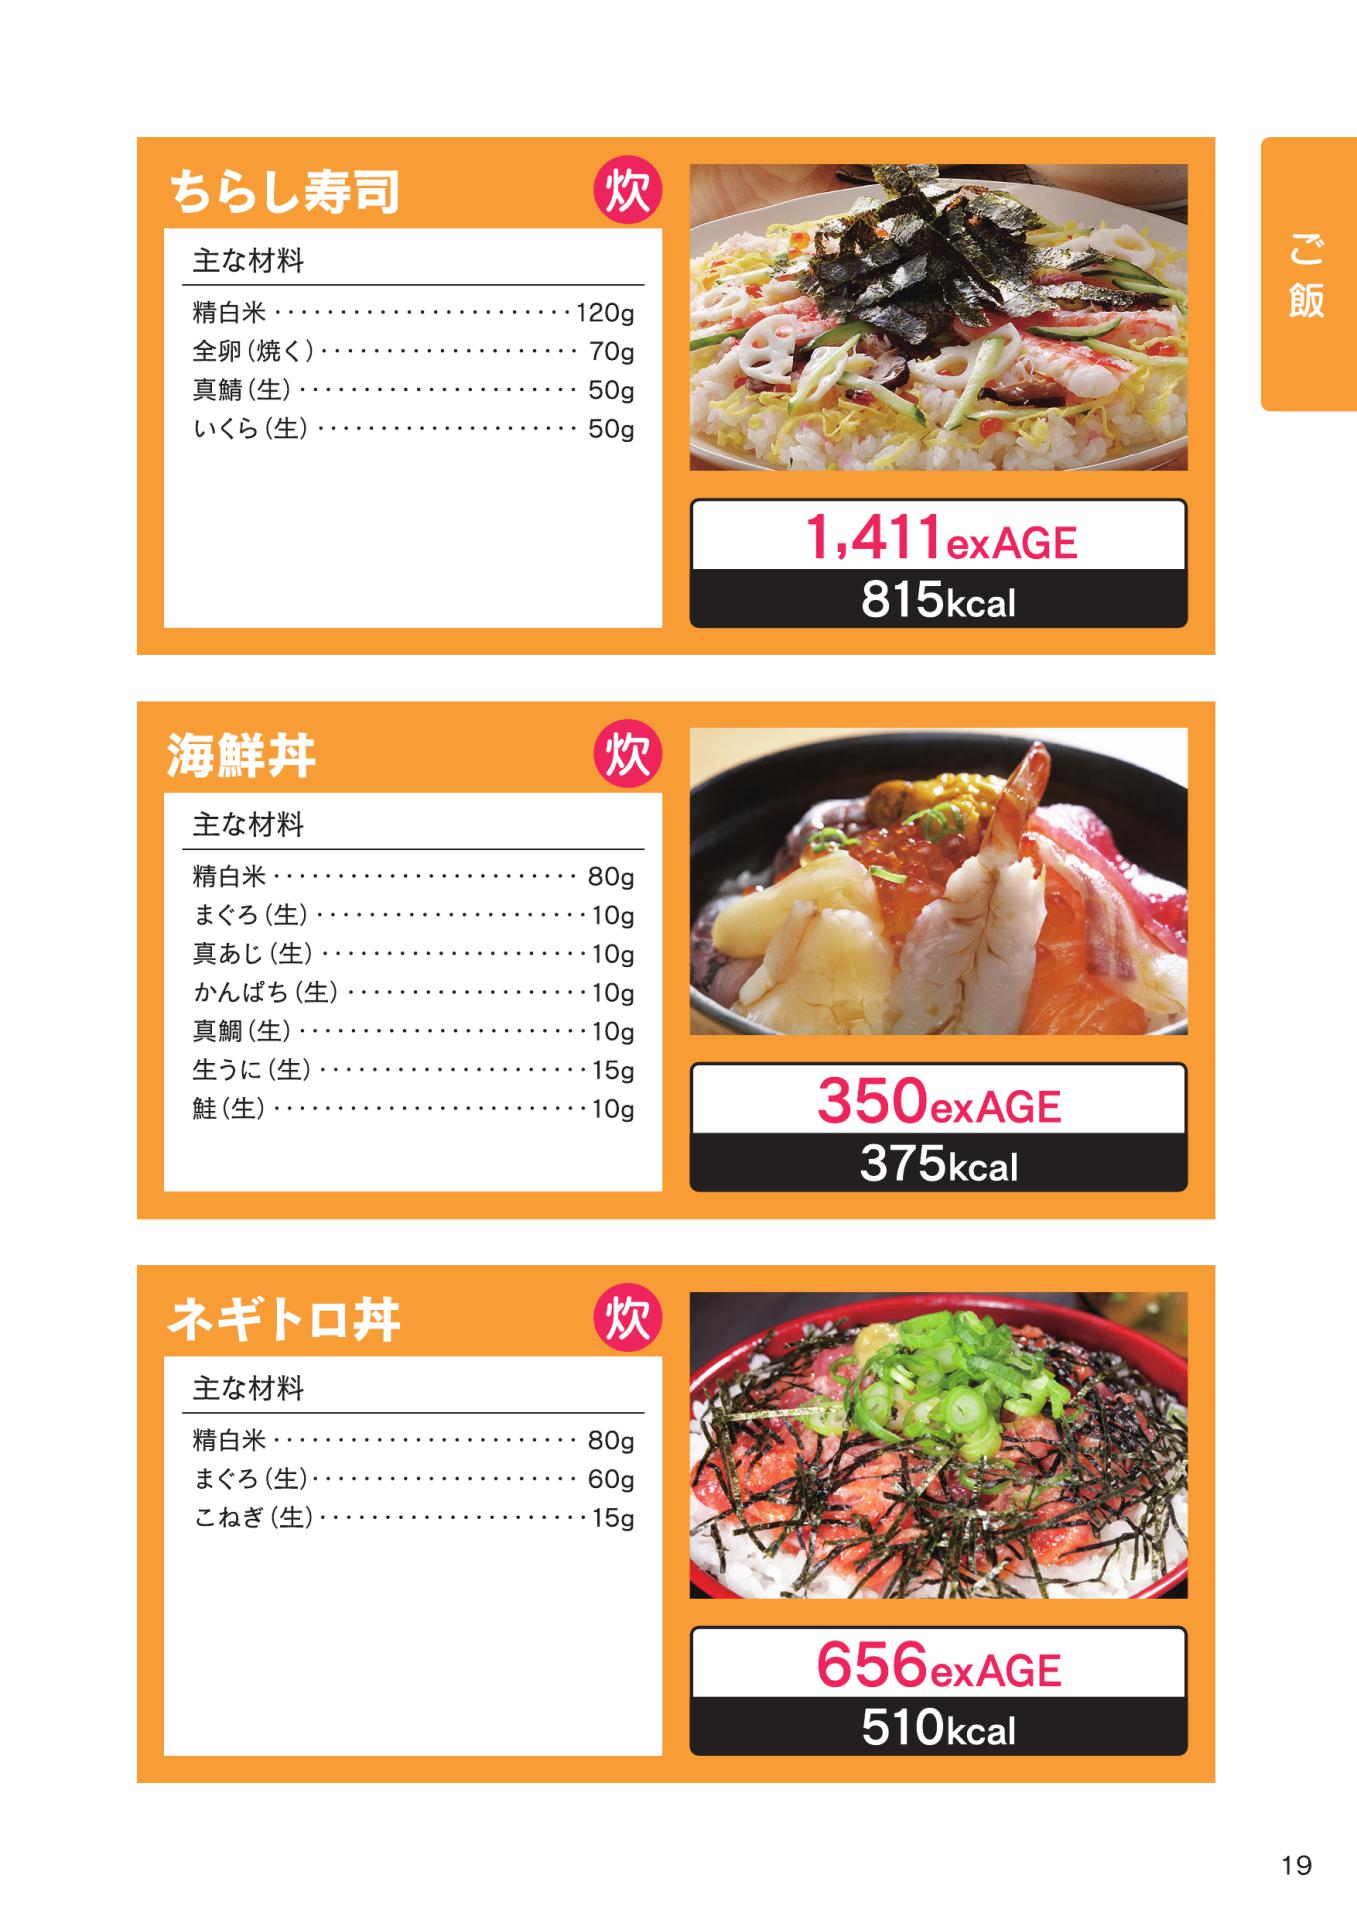 ちらし寿司 炊
主な材料
精白米・・・・・・・・・・・・・・・・・・・・・・・120g
全卵（焼く）・・・・・・・・・・・・・・・・・・・・ 70g
真鯖（生）・・・・・・・・・・・・・・・・・・・・・・ 50g
いくら（生）・・・・・・・・・・・・・・・・・・・・・ 50g
1,411exAGE
815kcal
ご飯
海鮮丼 炊
主な材料
精白米・・・・・・・・・・・・・・・・・・・・・・・・ 80g
まぐろ（生）・・・・・・・・・・・・・・・・・・・・・10g
真あじ（生）・・・・・・・・・・・・・・・・・・・・・10g
かんぱち（生）・・・・・・・・・・・・・・・・・・・10g
真鯛（生）・・・・・・・・・・・・・・・・・・・・・・・10g
生うに（生）・・・・・・・・・・・・・・・・・・・・・15g
鮭（生）・・・・・・・・・・・・・・・・・・・・・・・・・10g
350exAGE
375kcal
ネギトロ丼 炊
主な材料
精白米・・・・・・・・・・・・・・・・・・・・・・・・ 80g
まぐろ（生）・・・・・・・・・・・・・・・・・・・・・ 60g
こねぎ（生）・・・・・・・・・・・・・・・・・・・・・15g
656exAGE
510kcal
19